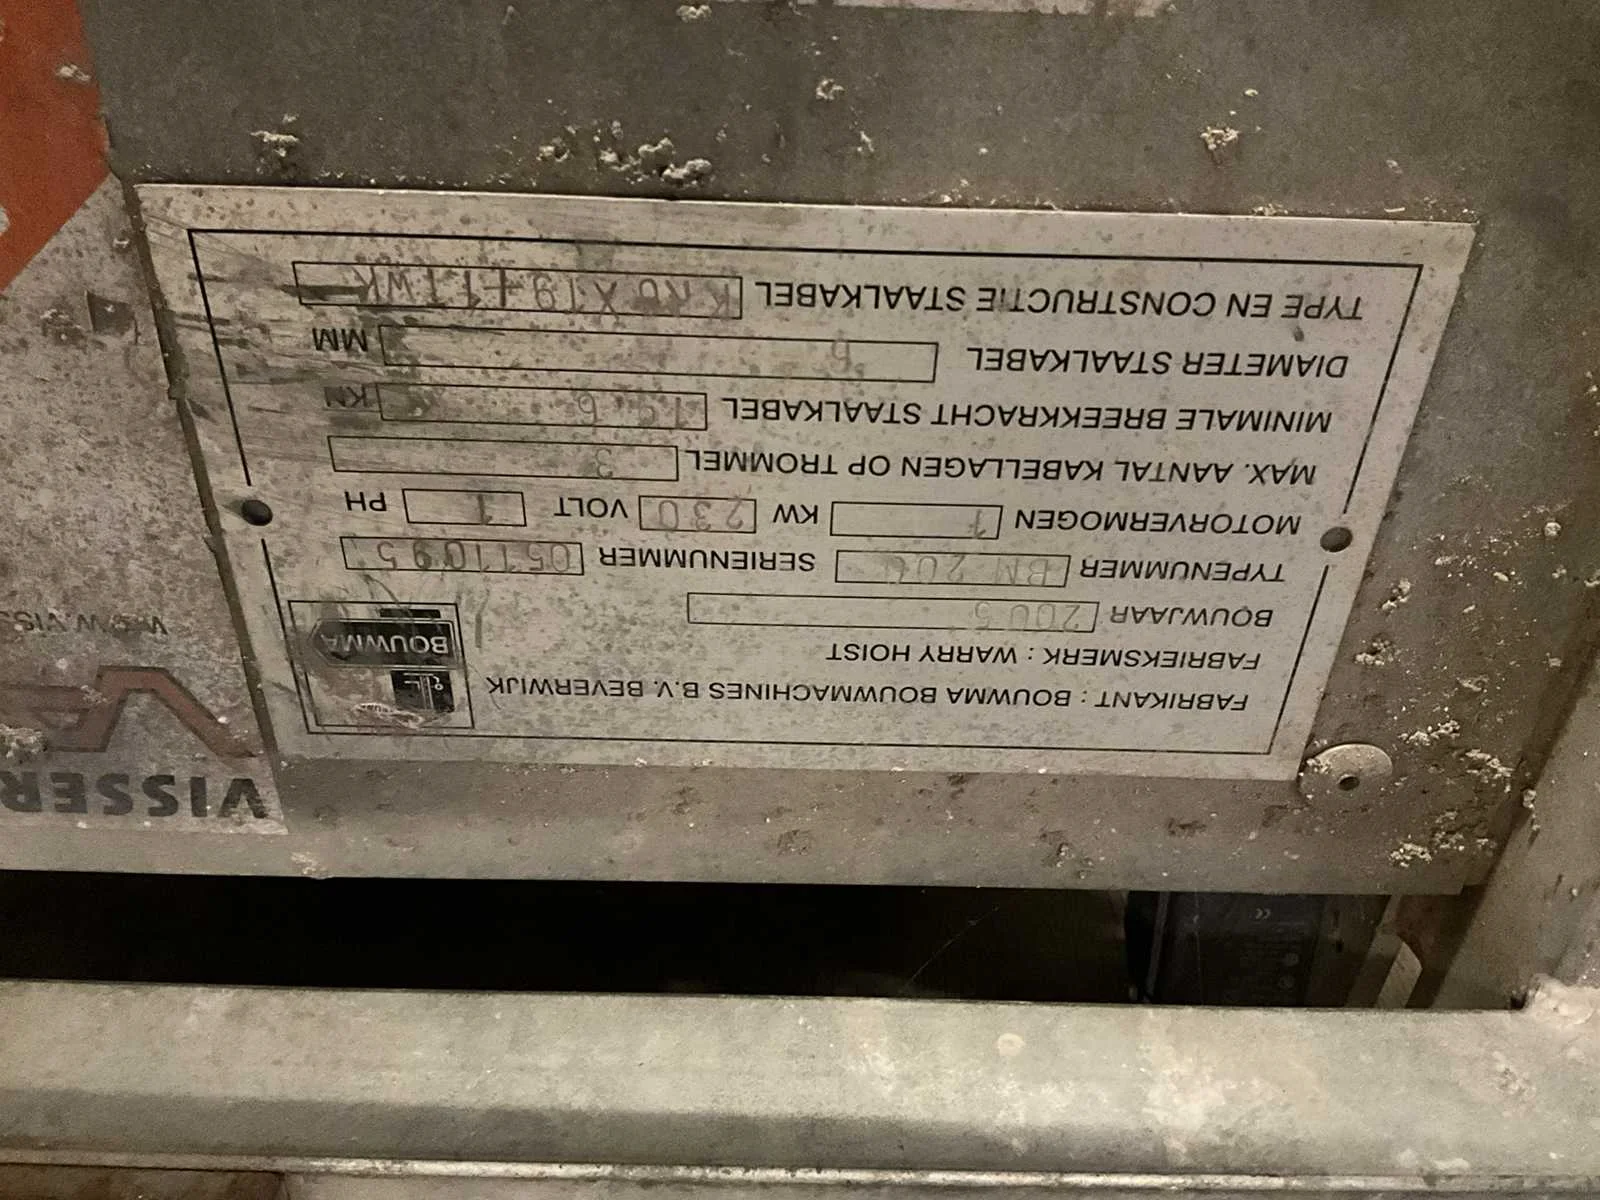 FABRIKANT : BOUWMA BOUWMACHINES B.V. BEVERWIJK
BOUWMA
FABRIEKSMERK : WARRY HOIST
BOUWJAAR 2005
TYPENUMMER BM 200 SERIENUMMER 0511095
MOTORVERMOGEN 1 KW 230 VOLT 1 PH
MAX. AANTAL KABELLAGEN OP TROMMEL 3
MINIMALE BREEKKRACHT STAALKABEL 19.6 KN
DIAMETER STAALKABEL 6 MM
TYPE EN CONSTRUCTIE STAALKABEL X19+1TWK
VISSER